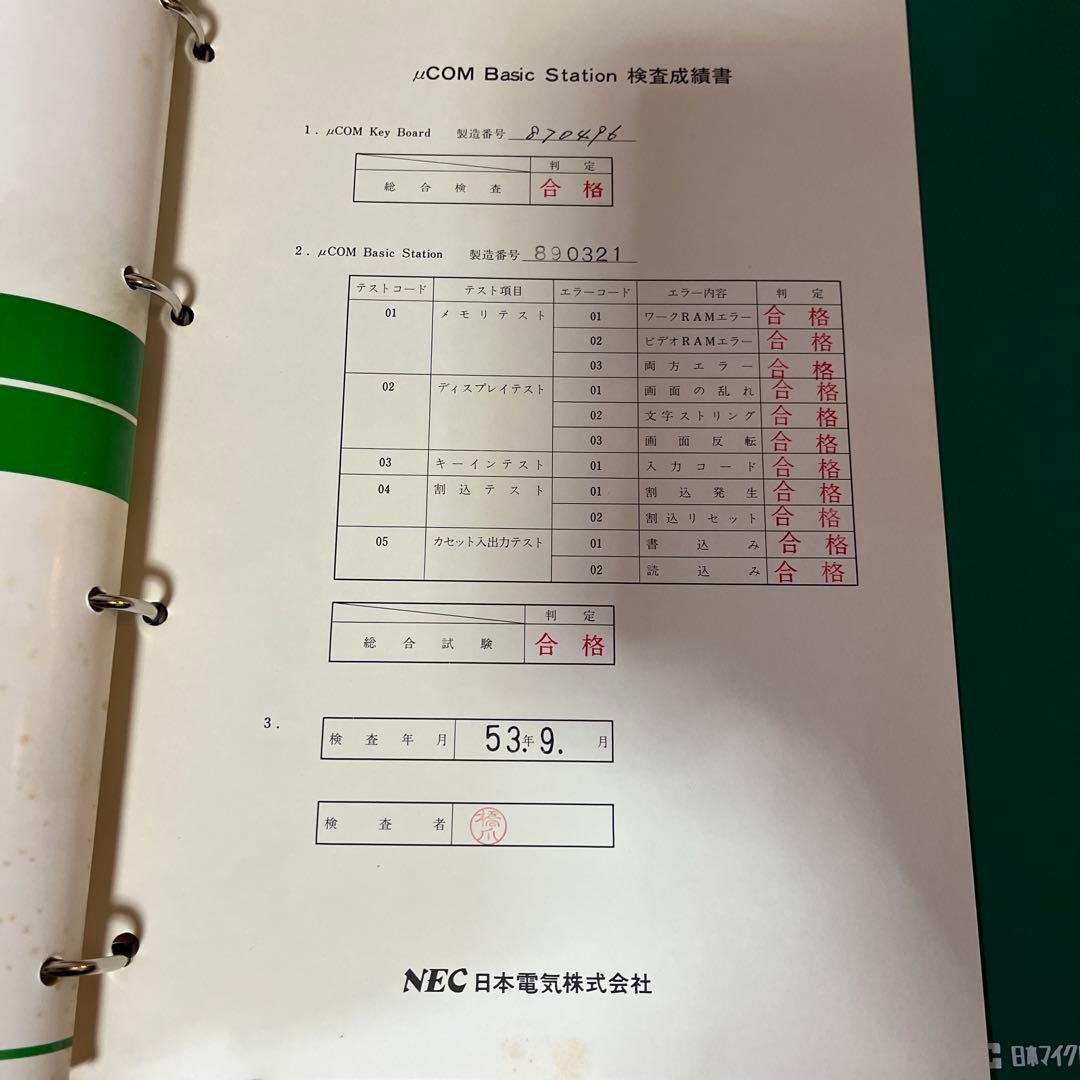 μCOM Basic Station 検査成績書
1. μCOM Key Board 製造番号 870496
判 定
総 合 検 査 合 格
2. μCOM Basic Station 製造番号 890321
テストコード テスト項目 エラーコード エラー内容 判 定
01 メモリテスト 01 ワークRAMエラー 合 格
02 ビデオRAMエラー 合 格
03 両方エラー 合 格
02 ディスプレイテスト 01 画面の乱れ 合 格
02 文字ストリング 合 格
03 画面反転 合 格
03 キーインテスト 01 入力コード 合 格
04 割込テスト 01 割込発生 合 格
02 割込リセット 合 格
05 カセット入出力テスト 01 書込み 合 格
02 読込み 合 格
判 定
総 合 試 験 合 格
3.
検 査 年 月 53.年 9. 月
検 査 者 橋川
NEC 日本電気株式会社
日本マイク